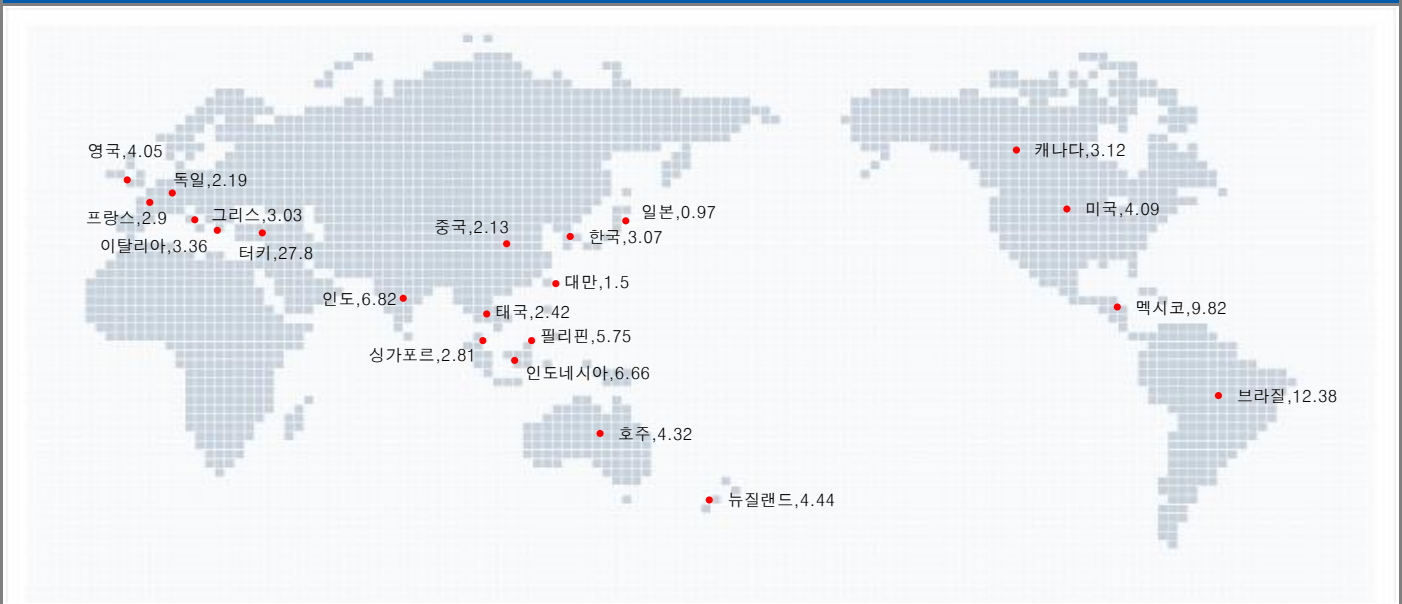 영국,4.05
독일,2.19
프랑스,2.9
그리스,3.03
이탈리아,3.36
터키,27.8
중국,2.13
일본,0.97
한국,3.07
대만,1.5
인도,6.82
태국,2.42
싱가포르,2.81
필리핀,5.75
인도네시아,6.66
호주,4.32
뉴질랜드,4.44
캐나다,3.12
미국,4.09
멕시코,9.82
브라질,12.38